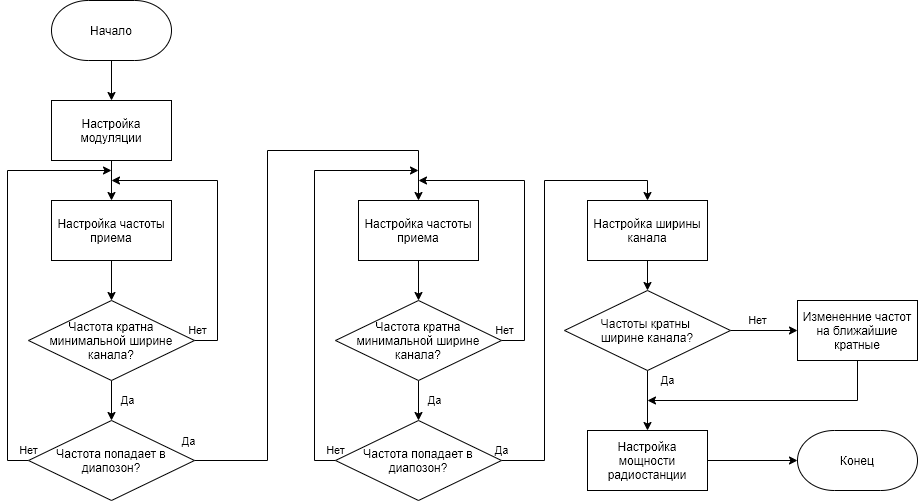 Начало
Настройка
модуляции
Настройка частоты
приема
Частота кратна
минимальной ширине
канала?
Нет
Да
Частота попадает в
диапозон?
Нет
Да
Настройка частоты
приема
Частота кратна
минимальной ширине
канала?
Нет
Да
Частота попадает в
диапозон?
Нет
Да
Настройка ширины
канала
Частоты кратны
ширине канала?
Нет
Измененние частот
на ближайшие
кратные
Да
Настройка
мощности
радиостанции
Конец